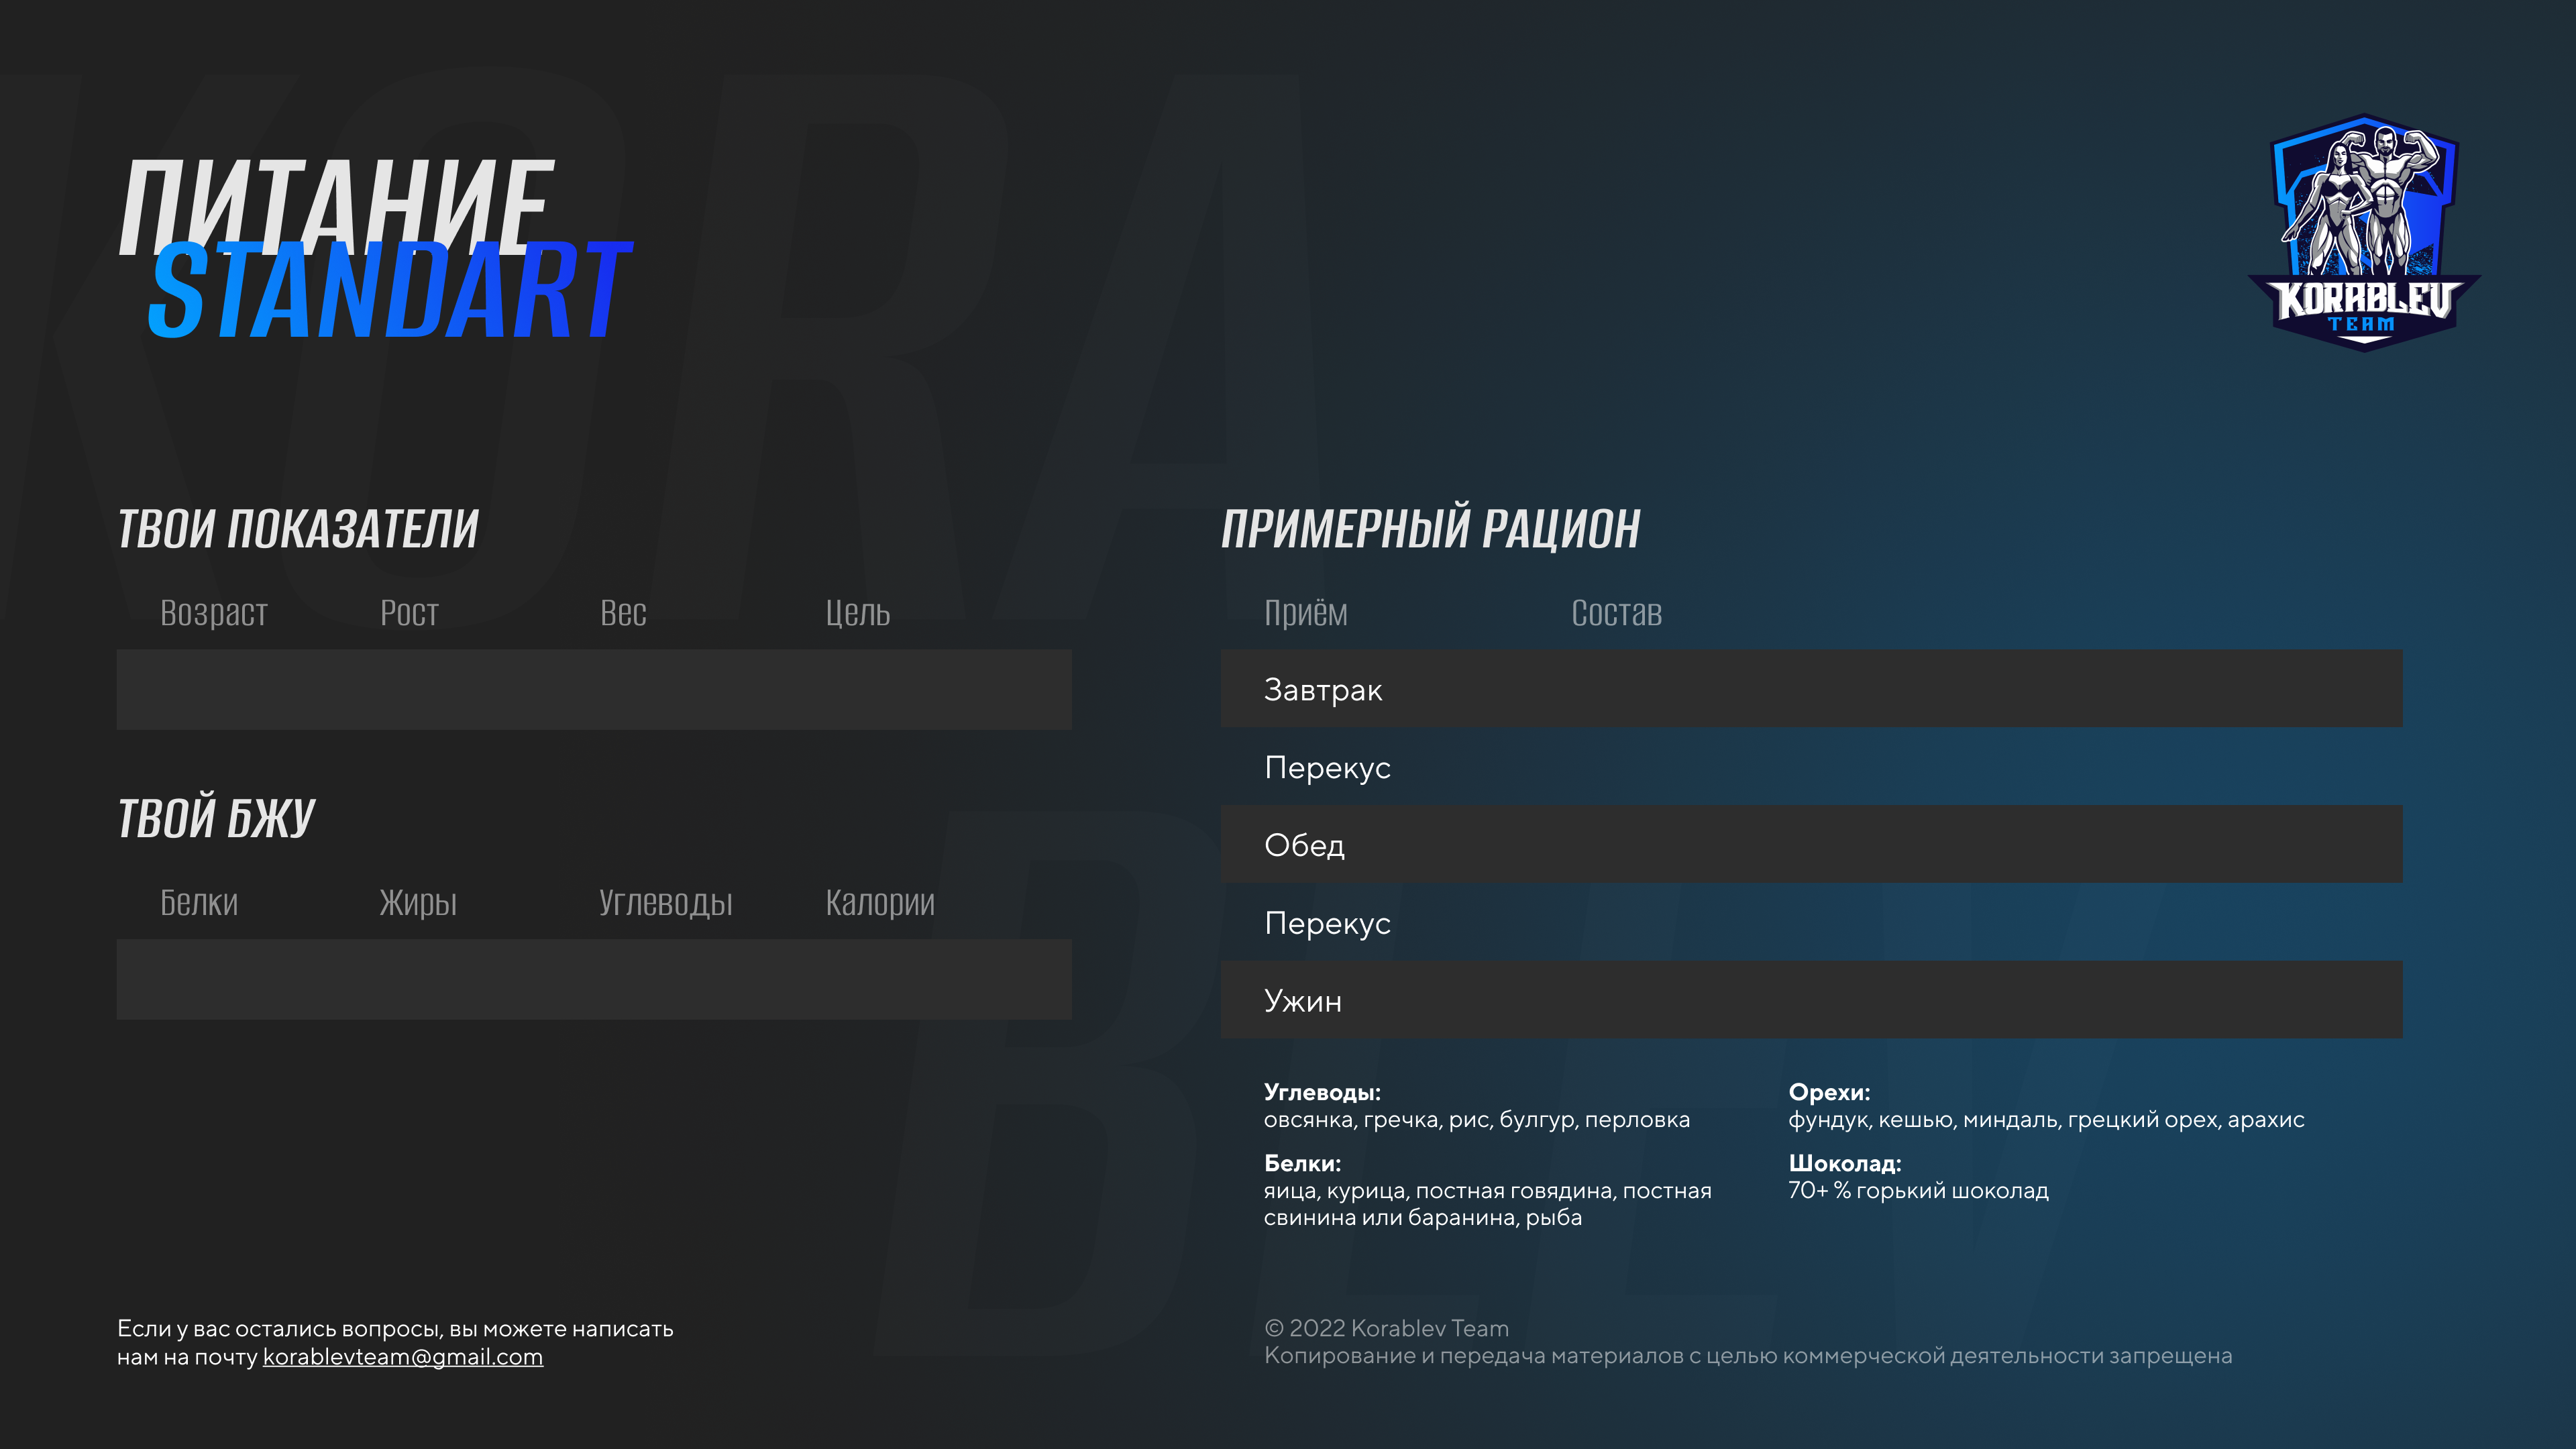 ПИТАНИЕ
STANDART
KORABLEV
TEAM
ТВОИ ПОКАЗАТЕЛИ
Возраст Рост Вес Цель
ТВОЙ БЖУ
Белки Жиры Углеводы Калории
ПРИМЕРНЫЙ РАЦИОН
Приём Состав
Завтрак
Перекус
Обед
Перекус
Ужин
Углеводы:
овсянка, гречка, рис, булгур, перловка
Белки:
яица, курица, постная говядина, постная
свинина или баранина, рыба
Орехи:
фундук, кешью, миндаль, грецкий орех, арахис
Шоколад:
70+ % горький шоколад
Если у вас остались вопросы, вы можете написать
нам на почту korablevteam@gmail.com
© 2022 Korablev Team
Копирование и передача материалов с целью коммерческой деятельности запрещена
KORA
BLEV